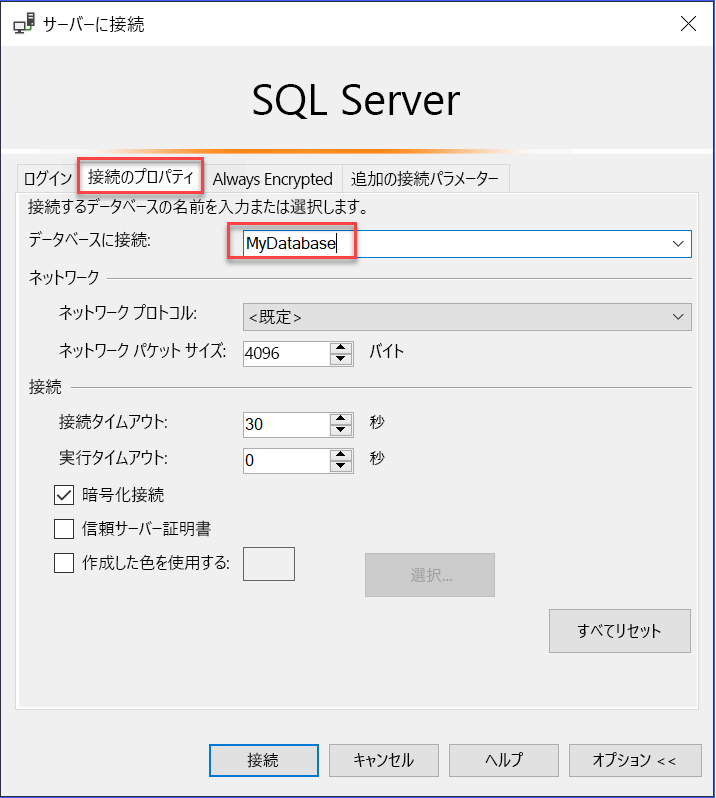 サーバーに接続
SQL Server
ログイン 接続のプロパティ Always Encrypted 追加の接続パラメーター
接続するデータベースの名前を入力または選択します。
データベースに接続: MyDatabase
ネットワーク
ネットワーク プロトコル: <既定>
ネットワーク パケット サイズ: 4096 バイト
接続
接続タイムアウト: 30 秒
実行タイムアウト: 0 秒
暗号化接続
信頼サーバー証明書
作成した色を使用する: 選択...
すべてリセット
接続 キャンセル ヘルプ オプション <<